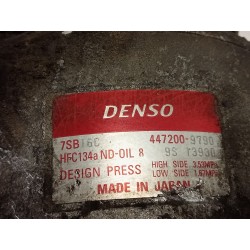 DENSO
7SB16C 447200-9790
HFC134a ND-OIL 8 9S 13930
DESIGN PRESS HIGH SIDE 3.53MPa
LOW SIDE 1.67MPa
MADE IN JAPAN